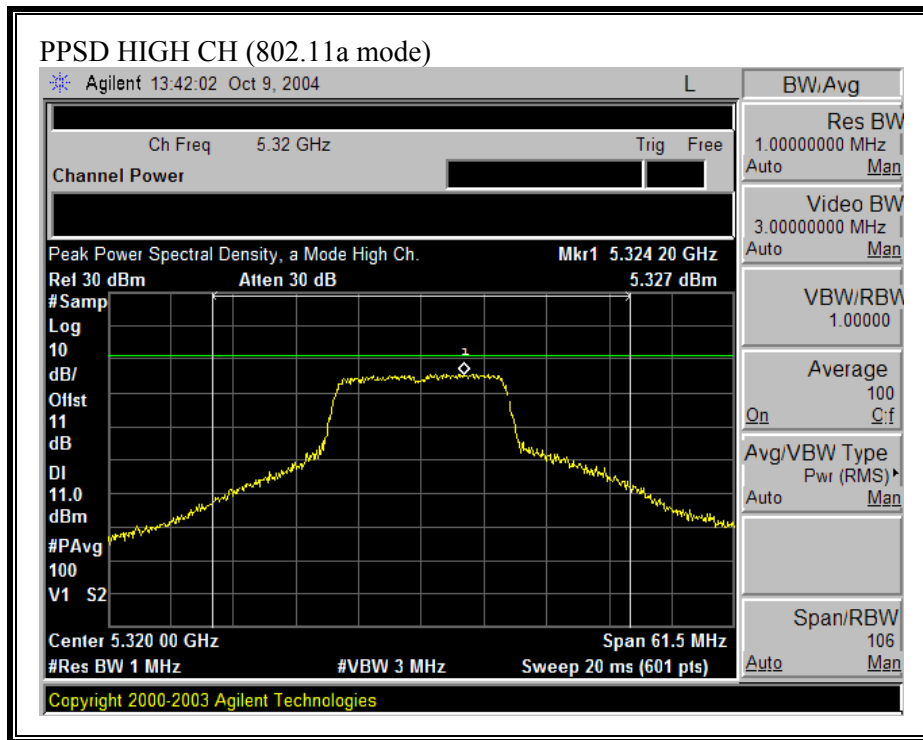 PPSD HIGH CH (802.11a mode)
Agilent 13:42:02 Oct 9, 2004 L
Ch Freq 5.32 GHz Trig Free
Channel Power
Peak Power Spectral Density, a Mode High Ch.
Mkr1 5.324 20 GHz
Ref 30 dBm Atten 30 dB 5.327 dBm
#Samp
Log
10
dB/
Offst
11
dB
DI
11.0
dBm
#PAvg
100
V1 S2
1
Center 5.320 00 GHz Span 61.5 MHz
#Res BW 1 MHz #VBW 3 MHz Sweep 20 ms (601 pts)
Copyright 2000-2003 Agilent Technologies
BW/Avg
Res BW
1.00000000 MHz
Auto Man
Video BW
3.00000000 MHz
Auto Man
VBW/RBW
1.00000
Average
100
On Off
Avg/VBW Type
Pwr (RMS)
Auto Man
Span/RBW
106
Auto Man